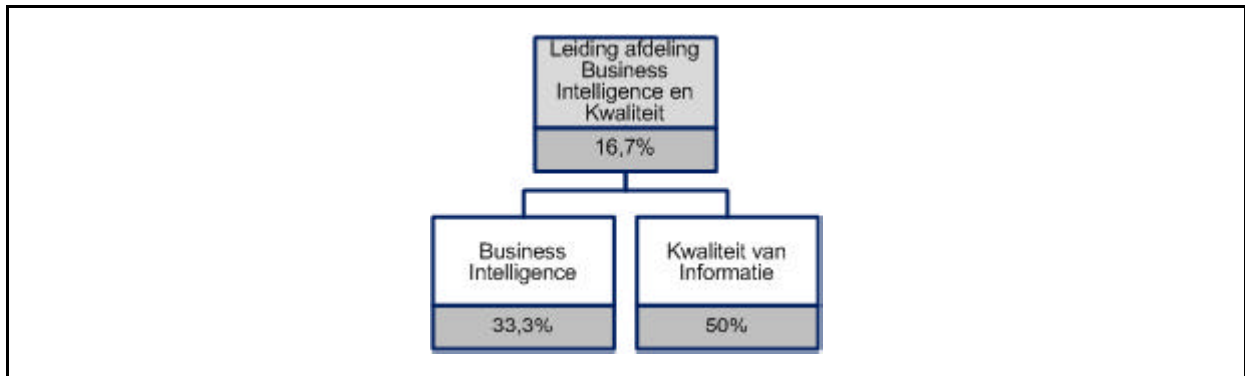 Leiding afdeling
Business
Intelligence en
Kwaliteit
16,7%
Business
Intelligence
33,3%
Kwaliteit van
Informatie
50%